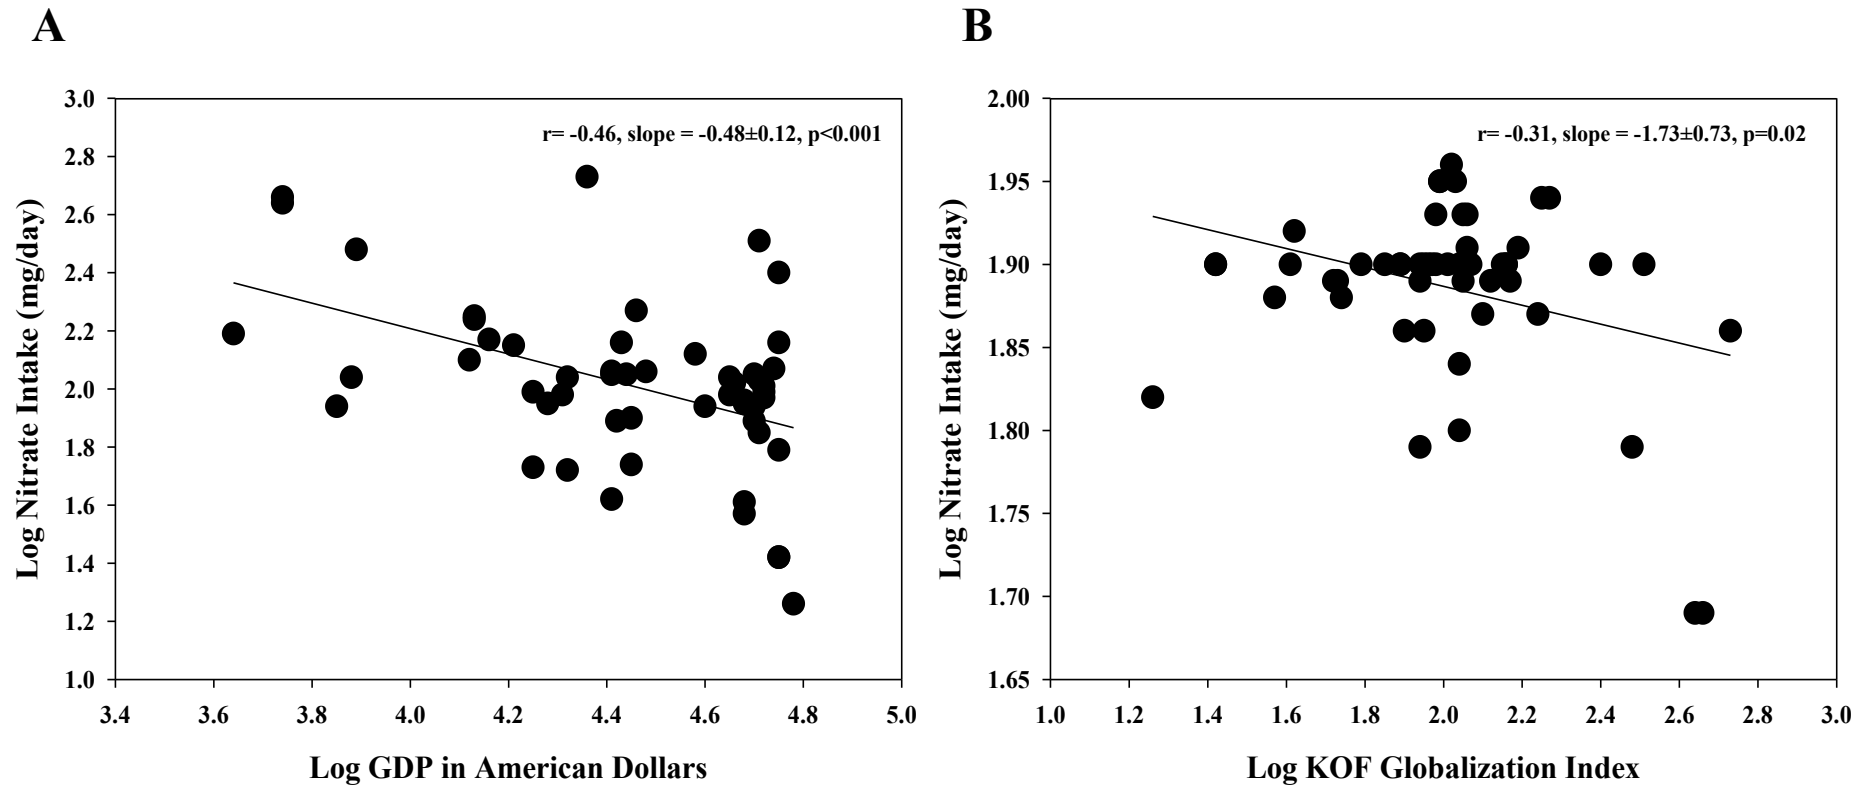 A
B
r= -0.46, slope = -0.48±0.12, p<0.001
Log Nitrate Intake (mg/day)
3.0
2.8
2.6
2.4
2.2
2.0
1.8
1.6
1.4
1.2
1.0
3.4 3.6 3.8 4.0 4.2 4.4 4.6 4.8 5.0
Log GDP in American Dollars
r= -0.31, slope = -1.73±0.73, p=0.02
Log Nitrate Intake (mg/day)
2.00
1.95
1.90
1.85
1.80
1.75
1.70
1.65
1.0 1.2 1.4 1.6 1.8 2.0 2.2 2.4 2.6 2.8 3.0
Log KOF Globalization Index